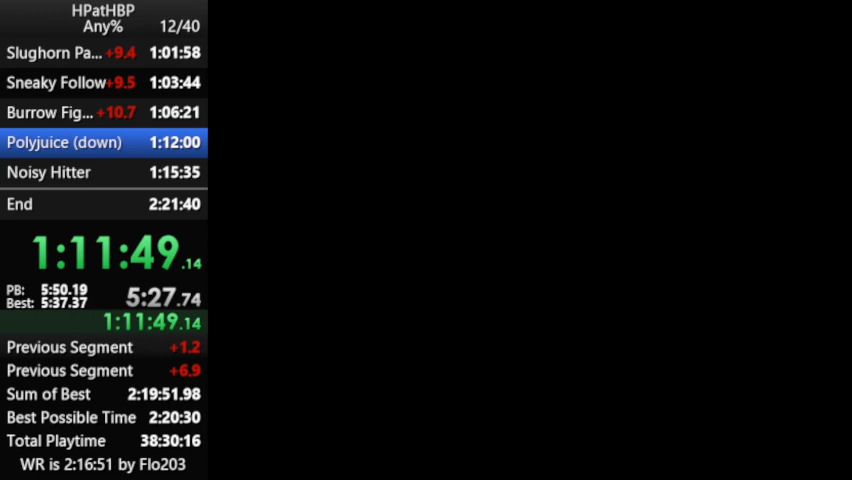 HPatHBP
Any% 12/40
Slughorn Pa... +9.4 1:01:58
Sneaky Follow +9.5 1:03:44
Burrow Fig... +10.7 1:06:21
Polyjuice (down) 1:12:00
Noisy Hitter 1:15:35
End 2:21:40
1:11:49.14
PB: 5:50.19
Best: 5:37.37
5:27.74
1:11:49.14
Previous Segment +1.2
Previous Segment +6.9
Sum of Best 2:19:51.98
Best Possible Time 2:20:30
Total Playtime 38:30:16
WR is 2:16:51 by Flo203